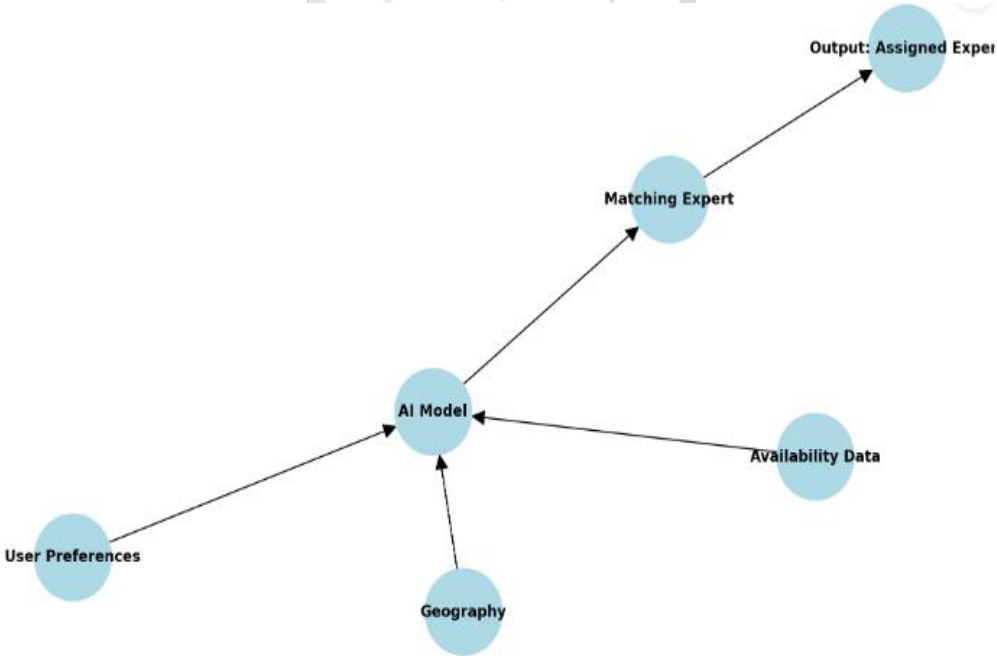 Output: Assigned Exper
Matching Expert
AI Model
Availability Data
User Preferences
Geography